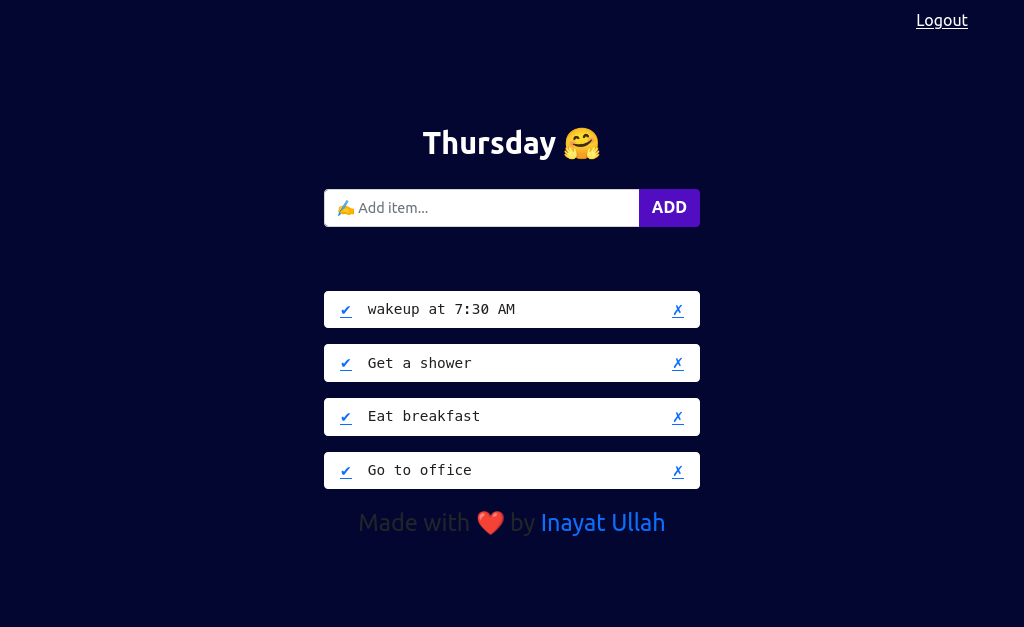 Logout
Thursday 🤗
✍ Add item... ADD
✔ wakeup at 7:30 AM ✗
✔ Get a shower ✗
✔ Eat breakfast ✗
✔ Go to office ✗
Made with ❤️ by Inayat Ullah